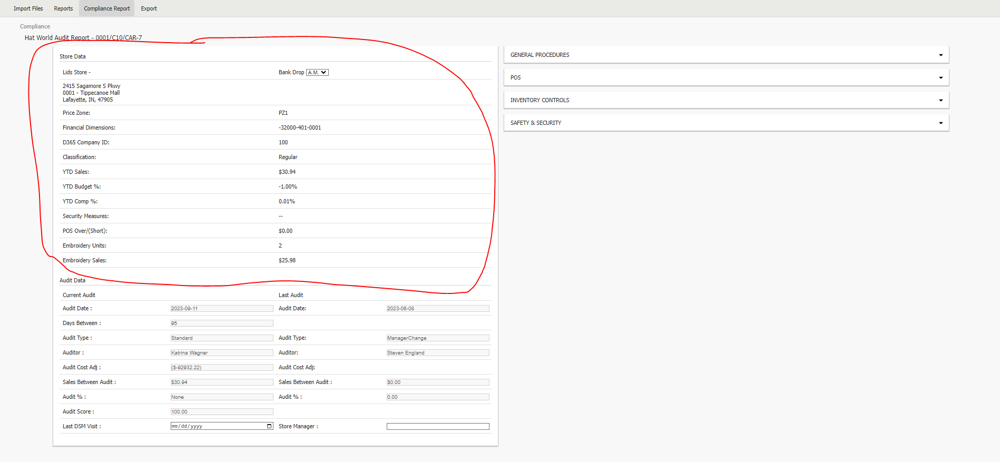 Import Files Reports Compliance Report Export
Compliance
Hat World Audit Report - 0001/C10/CAR-7
Store Data
Lids Store - Bank Drop A.M.
2415 Sagamore S Pkwy
0001 - Tippecanoe Mall
Lafayette, IN, 47905
Price Zone: PZ1
Financial Dimensions: -32000-401-0001
D365 Company ID: 100
Classification: Regular
YTD Sales: $30.94
YTD Budget %: -1.00%
YTD Comp %: 0.01%
Security Measures: --
POS Over/(Short): $0.00
Embroidery Units: 2
Embroidery Sales: $25.98
Audit Data
Current Audit Last Audit
Audit Date : 2023-09-11 Audit Date: 2023-06-08
Days Between : 95
Audit Type : Standard Audit Type: ManagerChange
Auditor : Katrina Wagner Auditor: Steven England
Audit Cost Adj : ($-92932.22) Audit Cost Adj:
Sales Between Audit : $30.94 Sales Between Audit : $0.00
Audit % : None Audit % : 0.00
Audit Score : 100.00
Last DSM Visit : mm/dd/yyyy Store Manager :
GENERAL PROCEDURES
POS
INVENTORY CONTROLS
SAFETY & SECURITY